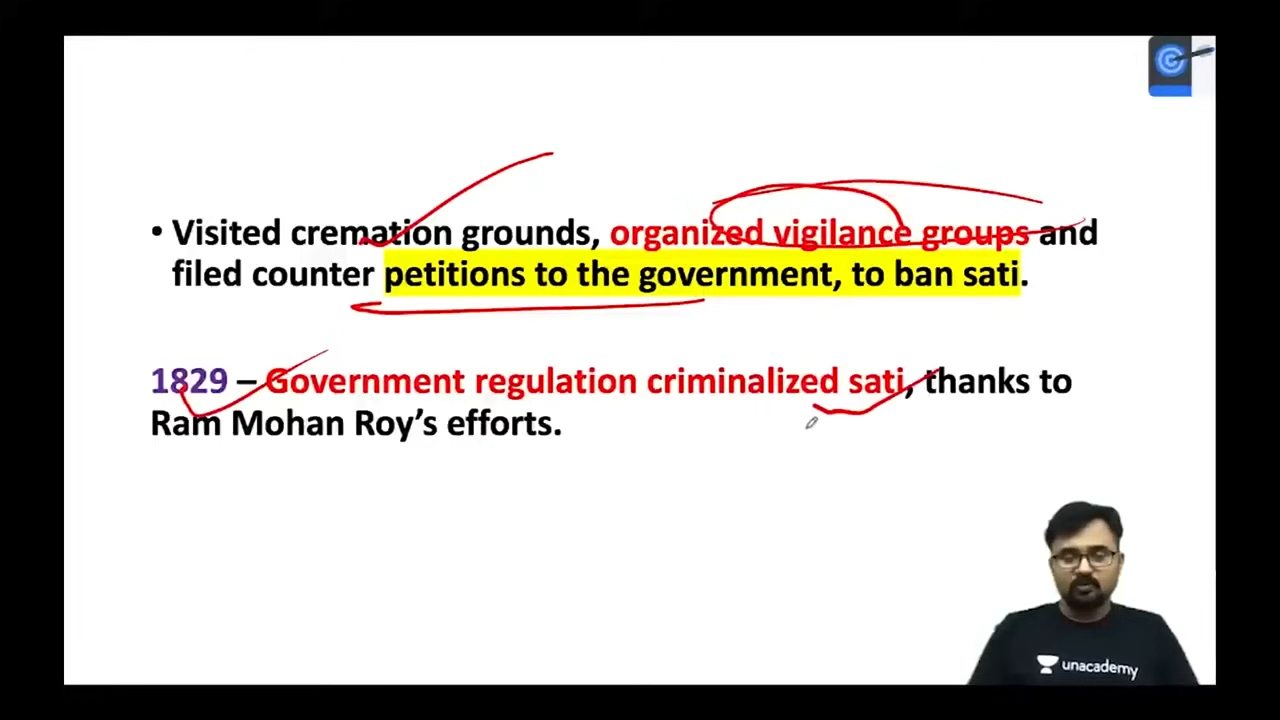 • Visited cremation grounds, organized vigilance groups and
filed counter petitions to the government, to ban sati.
1829 – Government regulation criminalized sati, thanks to
Ram Mohan Roy’s efforts.
unacademy